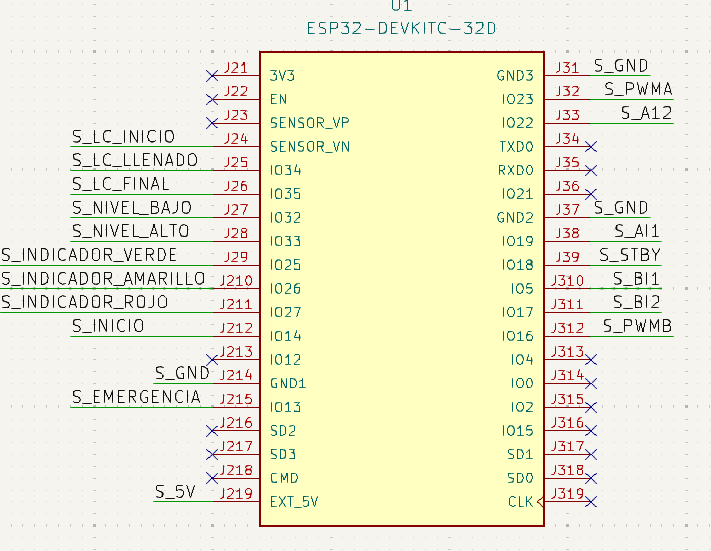 U1
ESP32-DEVKITC-32D
J21 3V3 GND3 J31 S_GND
J22 EN IO23 J32 S_PWMA
J23 SENSOR_VP IO22 J33 S_A12
S_LC_INICIO J24 SENSOR_VN TXD0 J34
S_LC_LLENADO J25 IO34 RXD0 J35
S_LC_FINAL J26 IO35 IO21 J36
S_NIVEL_BAJO J27 IO32 GND2 J37 S_GND
S_NIVEL_ALTO J28 IO33 IO19 J38 S_AI1
S_INDICADOR_VERDE J29 IO25 IO18 J39 S_STBY
S_INDICADOR_AMARILLO J210 IO26 IO5 J310 S_BI1
S_INDICADOR_ROJO J211 IO27 IO17 J311 S_BI2
S_INICIO J212 IO14 IO16 J312 S_PWMB
J213 IO12 IO4 J313
S_GND J214 GND1 IO0 J314
S_EMERGENCIA J215 IO13 IO2 J315
J216 SD2 IO15 J316
J217 SD3 SD1 J317
J218 CMD SD0 J318
S_5V J219 EXT_5V CLK J319